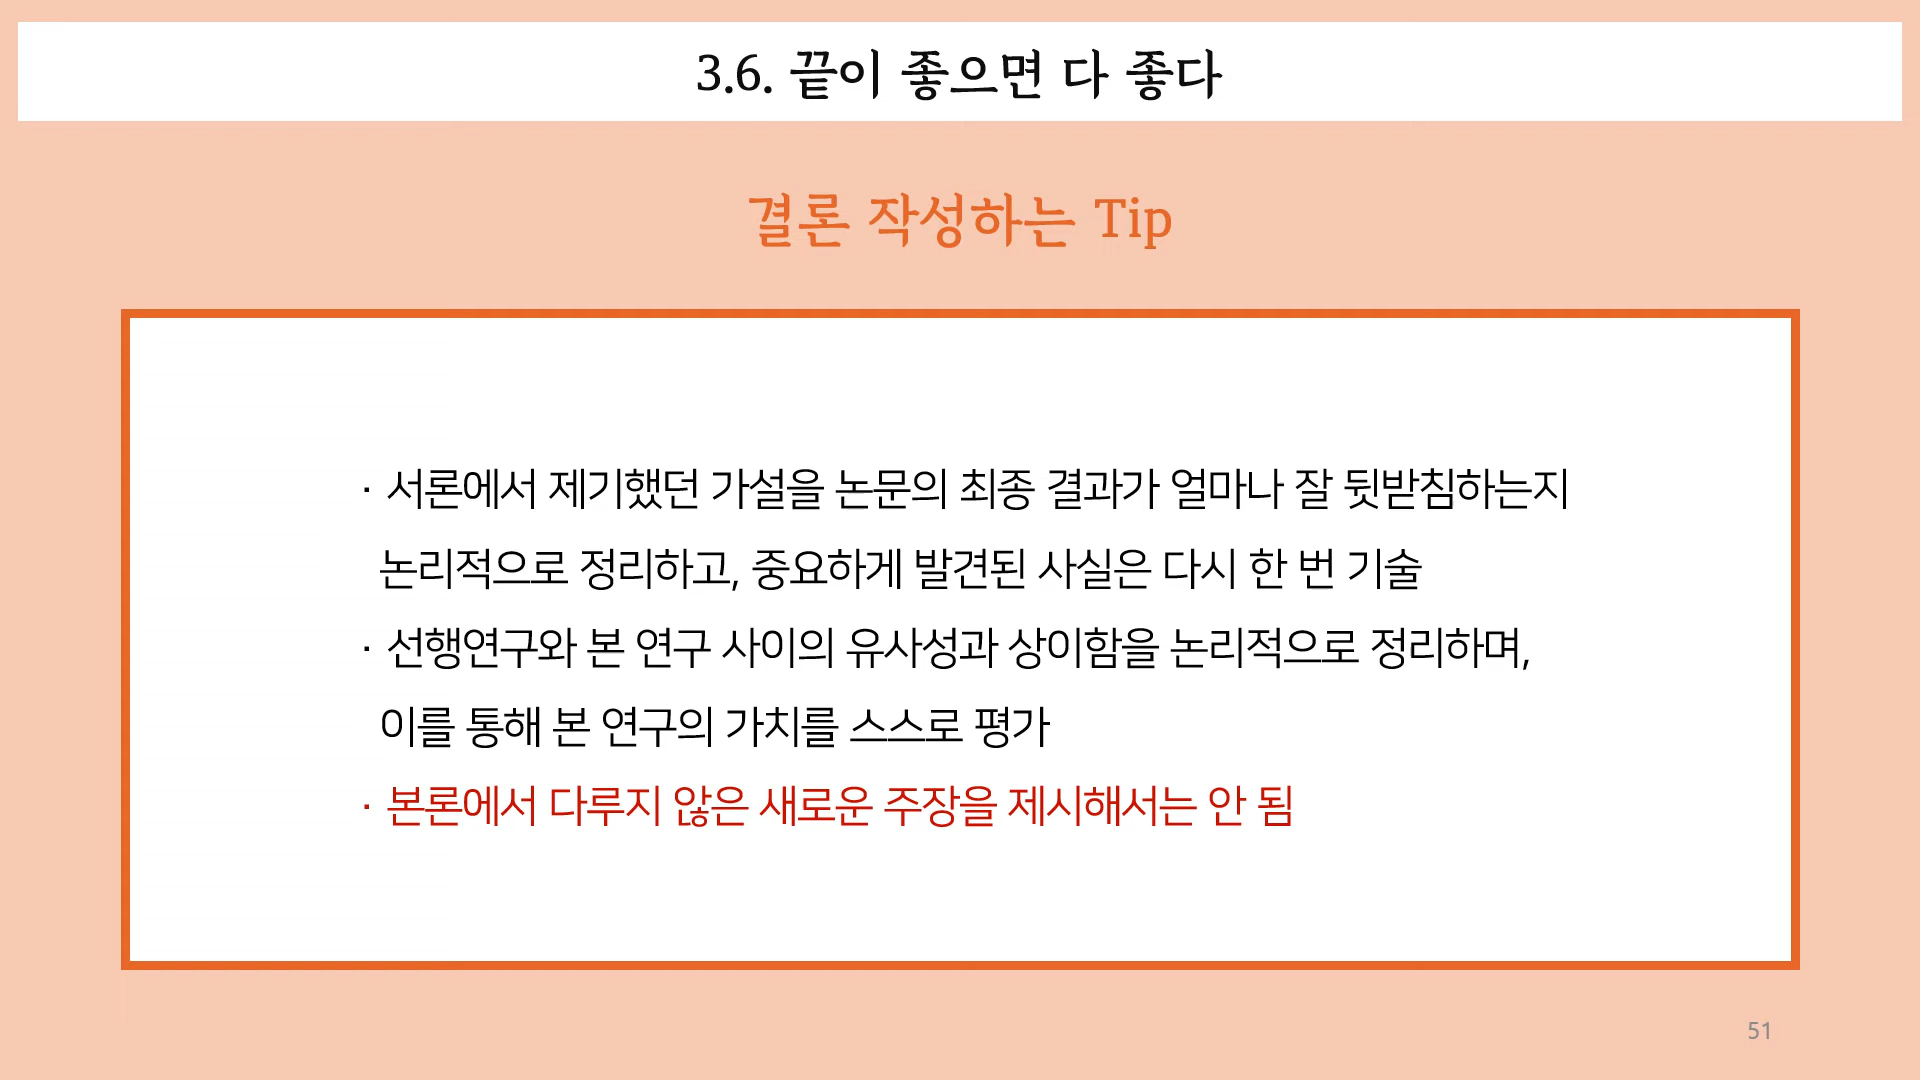 3.6. 끝이 좋으면 다 좋다
결론 작성하는 Tip
· 서론에서 제기했던 가설을 논문의 최종 결과가 얼마나 잘 뒷받침하는지
논리적으로 정리하고, 중요하게 발견된 사실은 다시 한 번 기술
· 선행연구와 본 연구 사이의 유사성과 상이함을 논리적으로 정리하며,
이를 통해 본 연구의 가치를 스스로 평가
· 본론에서 다루지 않은 새로운 주장을 제시해서는 안 됨
51